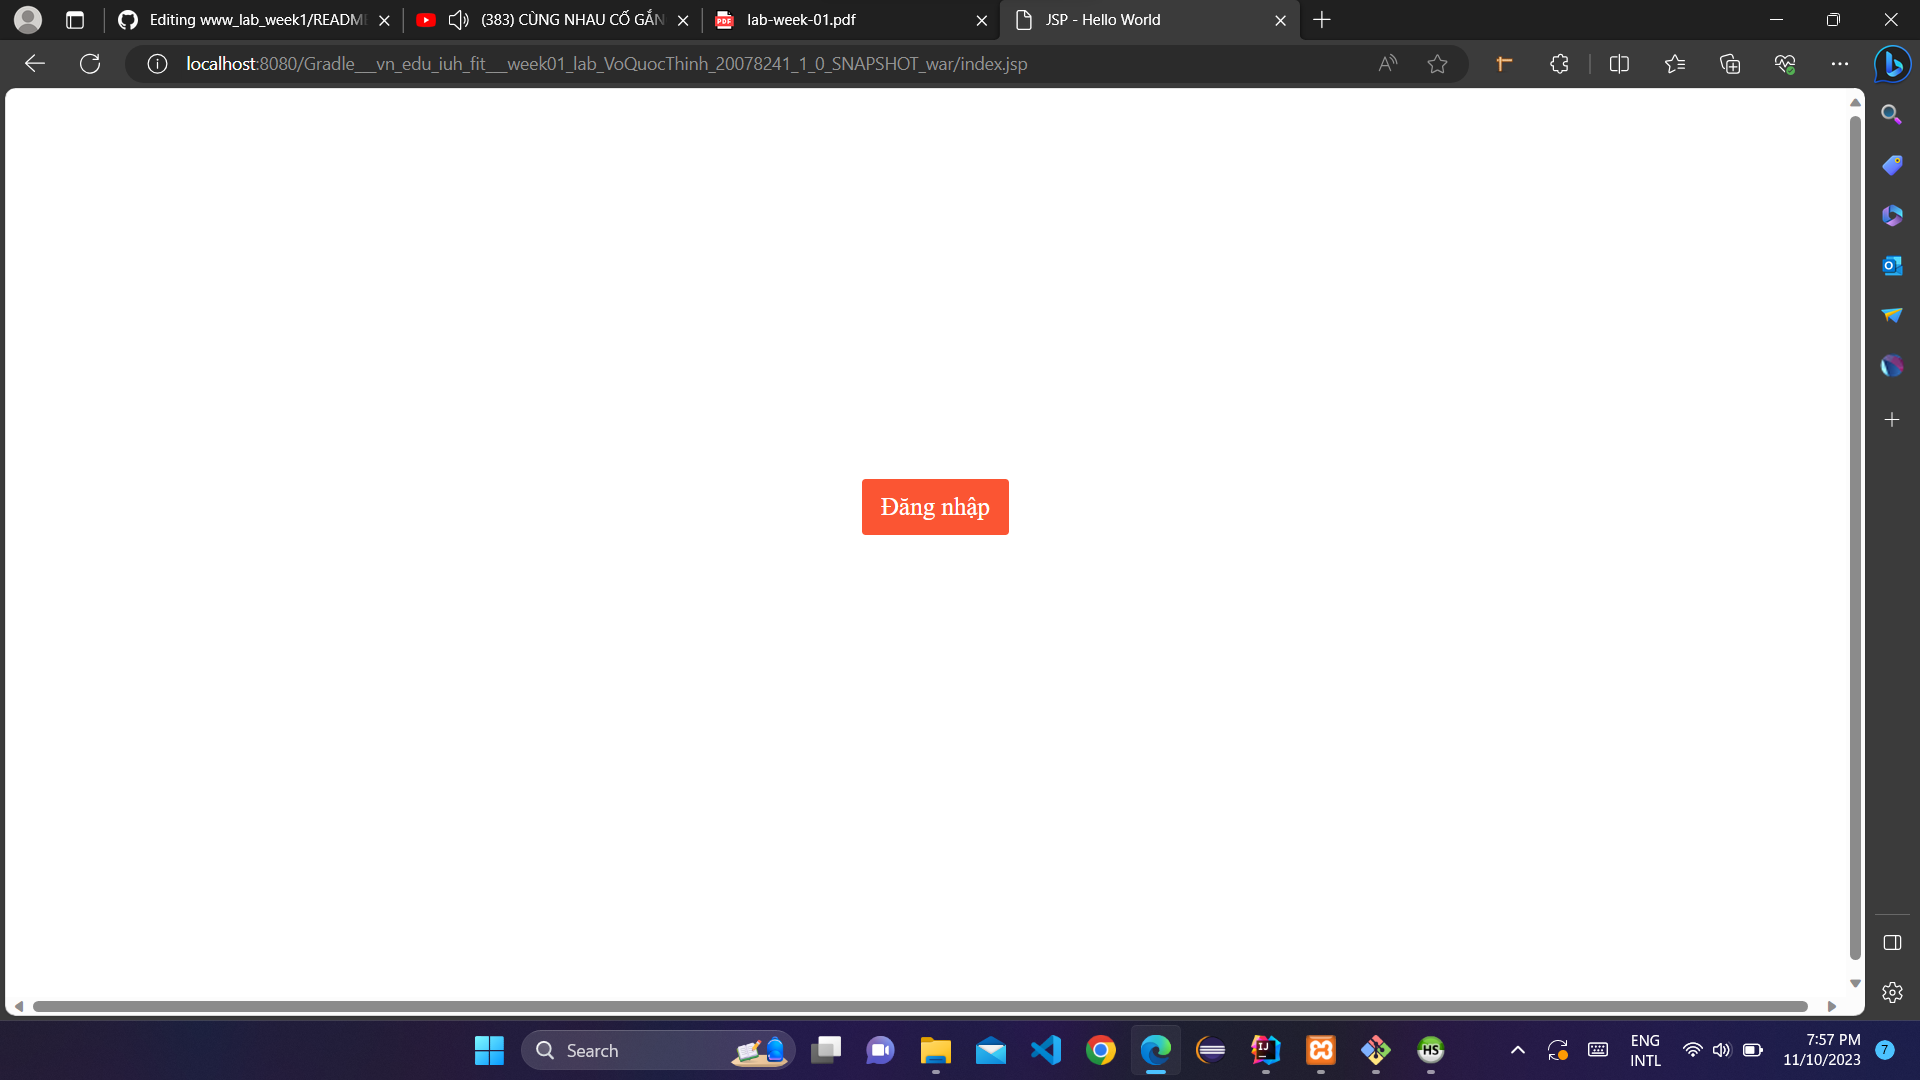 Editing www_lab_week1/READM
(383) CÙNG NHAU CỐ GẮN
lab-week-01.pdf
JSP - Hello World
localhost:8080/Gradle___vn_edu_iuh_fit___week01_lab_VoQuocThinh_20078241_1_0_SNAPSHOT_war/index.jsp
Đăng nhập
Search
ENG
INTL
7:57 PM
11/10/2023
7